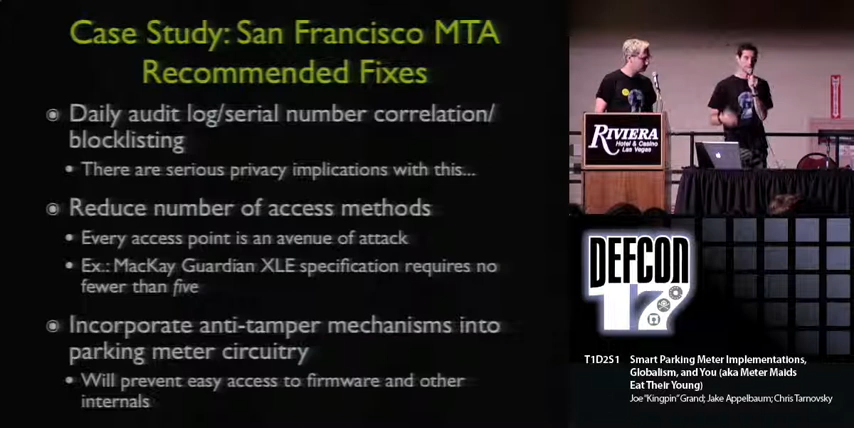 Case Study: San Francisco MTA
Recommended Fixes
Daily audit log/serial number correlation/
blocklisting
There are serious privacy implications with this...
Reduce number of access methods
Every access point is an avenue of attack
Ex.: MacKay Guardian XLE specification requires no
fewer than five
Incorporate anti-tamper mechanisms into
parking meter circuitry
Will prevent easy access to firmware and other
internals
RIVIERA
Hotel & Casino
Las Vegas
DEFCON
17
T1D2S1 Smart Parking Meter Implementations,
Globalism, and You (aka Meter Maids
Eat Their Young)
Joe "Kingpin" Grand; Jake Appelbaum; Chris Tarnovsky